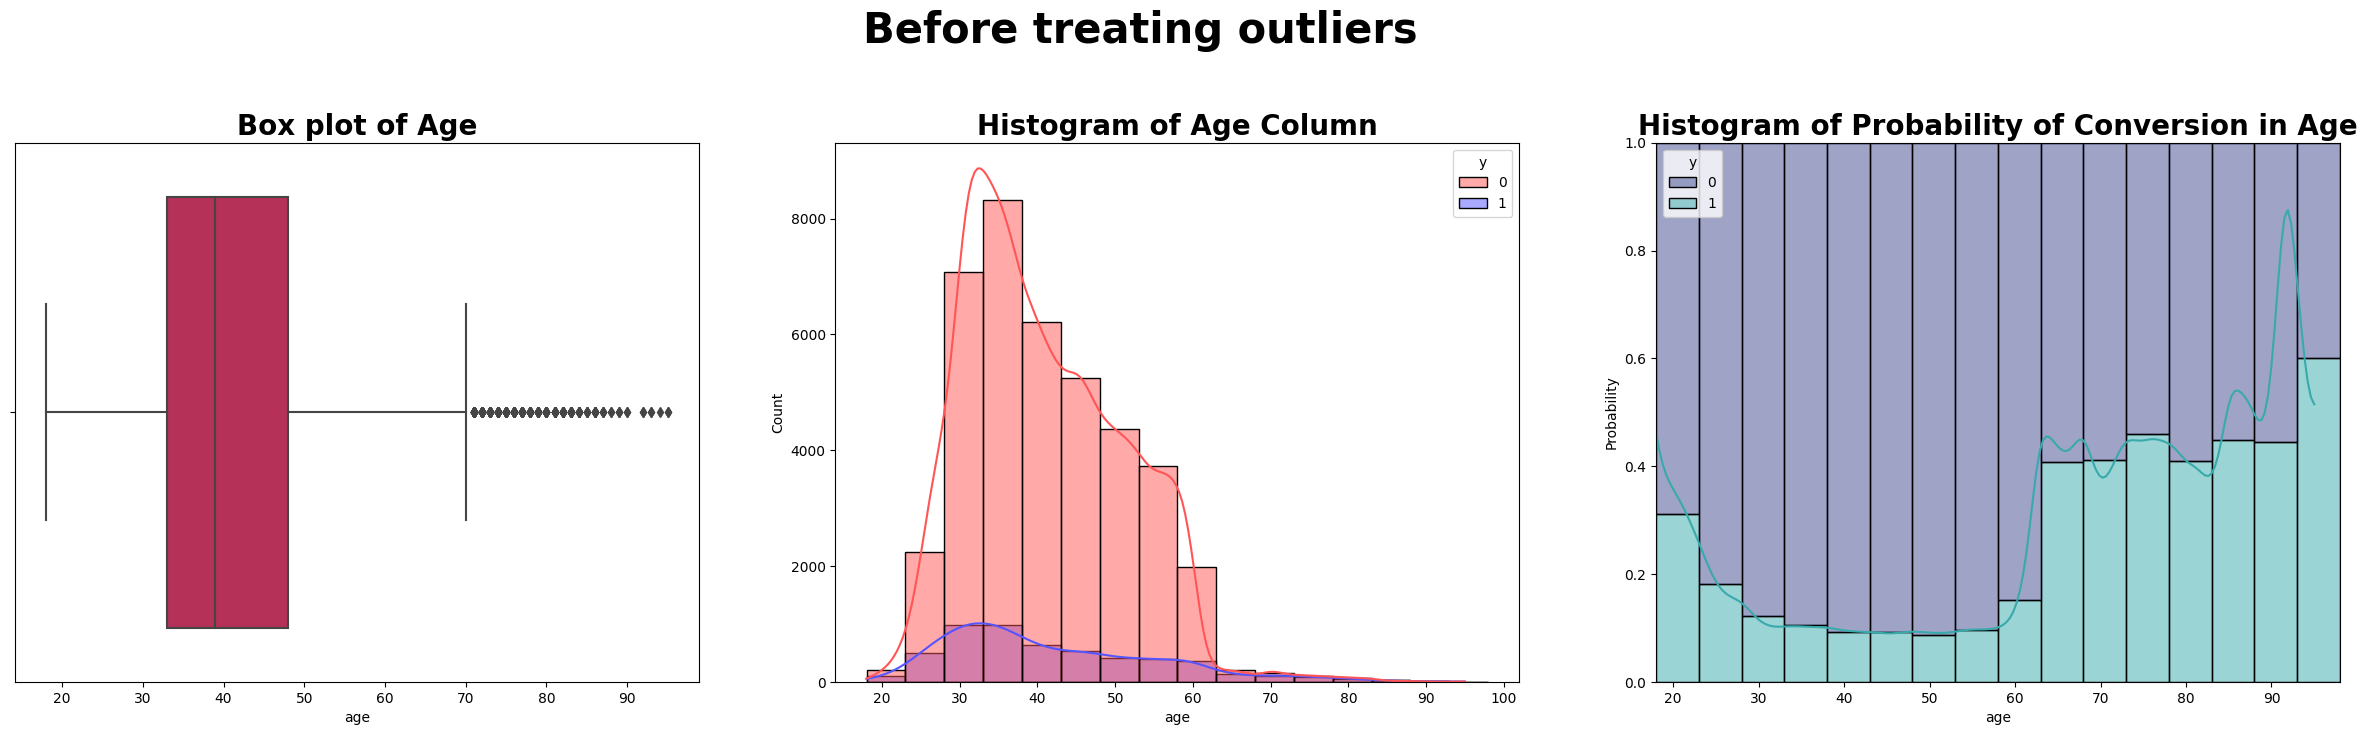 Before treating outliers
Box plot of Age
20 30 40 50 60 70 80 90
age
Histogram of Age Column
Count
8000
6000
4000
2000
0
y
0
1
20 30 40 50 60 70 80 90 100
age
Histogram of Probability of Conversion in Age
Probability
1.0
0.8
0.6
0.4
0.2
0.0
y
0
1
20 30 40 50 60 70 80 90
age